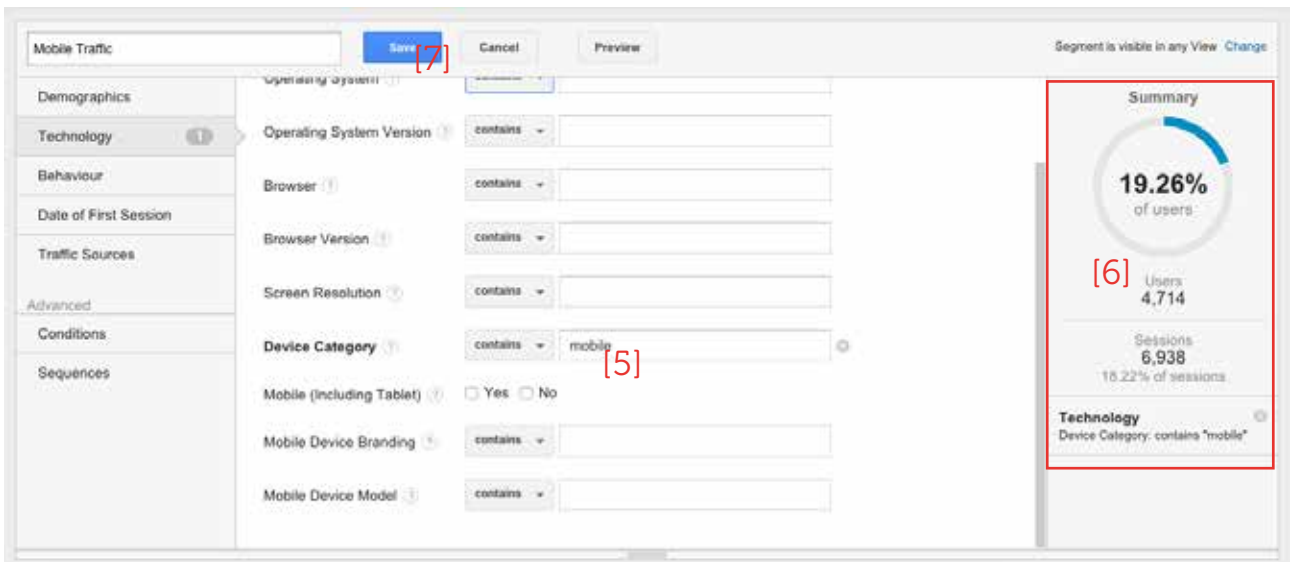 Mobile Traffic
Save
[7]
Cancel
Preview
Segment is visible in any View Change
Demographics
Technology 1
Behaviour
Date of First Session
Traffic Sources
Advanced
Conditions
Sequences
Operating System ? contains
Operating System Version ? contains
Browser ? contains
Browser Version ? contains
Screen Resolution ? contains
Device Category ? contains mobile
[5]
Mobile (Including Tablet) ? Yes No
Mobile Device Branding ? contains
Mobile Device Model ? contains
Summary
19.26%
of users
[6]
Users
4,714
Sessions
6,938
18.22% of sessions
Technology
Device Category: contains "mobile"